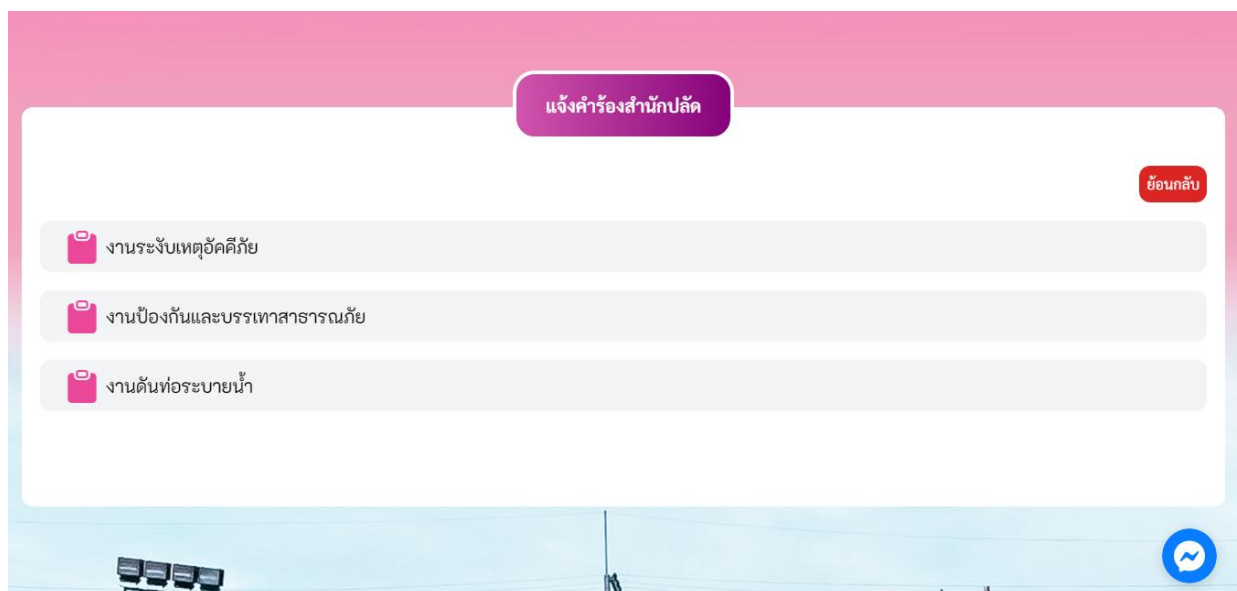 แจ้งคำร้องสำนักปลัด
ย้อนกลับ
งานระงับเหตุอัคคีภัย
งานป้องกันและบรรเทาสาธารณภัย
งานดันท่อระบายน้ำ